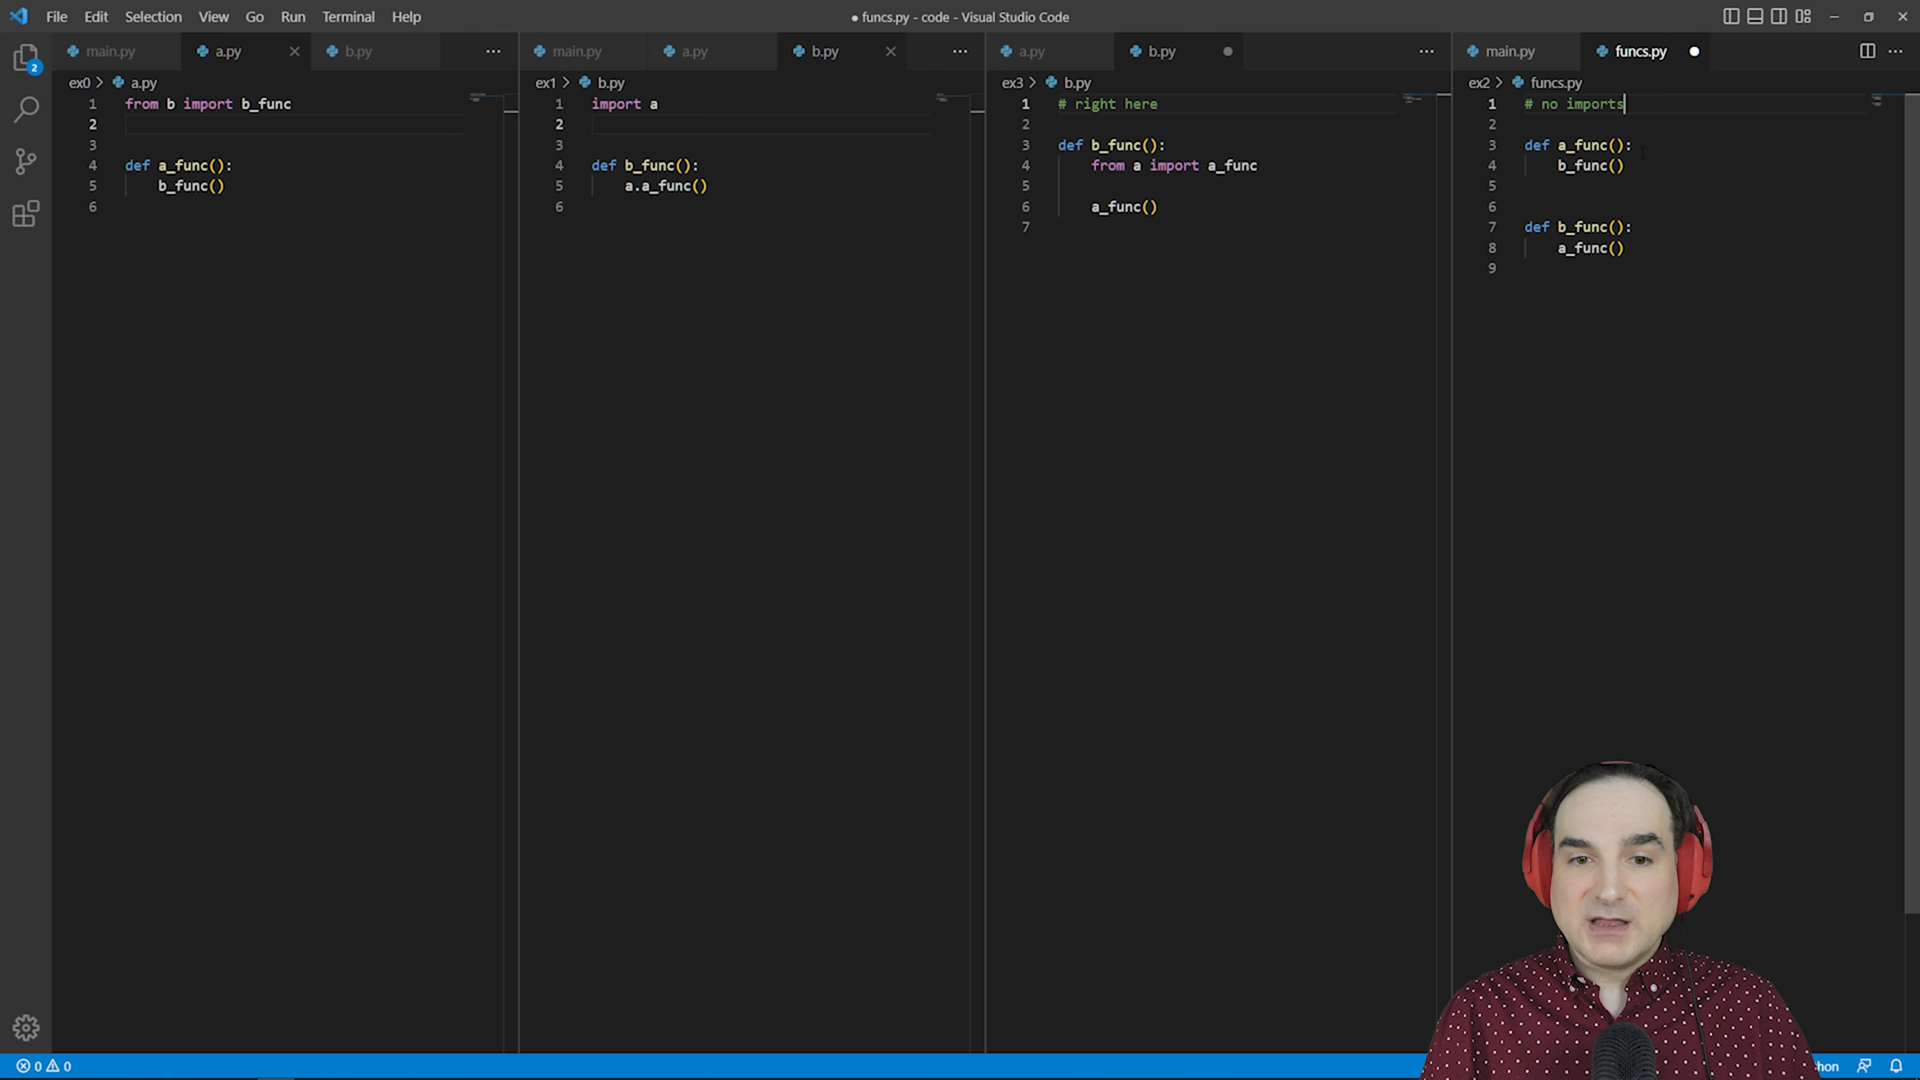 File Edit Selection View Go Run Terminal Help
● funcs.py - code - Visual Studio Code
2
main.py a.py b.py
ex0 > a.py
1 from b import b_func
2
3
4 def a_func():
5 b_func()
6
main.py a.py b.py
ex1 > b.py
1 import a
2
3
4 def b_func():
5 a.a_func()
6
a.py b.py
ex3 > b.py
1 # right here
2
3 def b_func():
4 from a import a_func
5
6 a_func()
7
main.py funcs.py
ex2 > funcs.py
1 # no imports
2
3 def a_func():
4 b_func()
5
6
7 def b_func():
8 a_func()
9
0 0
hon